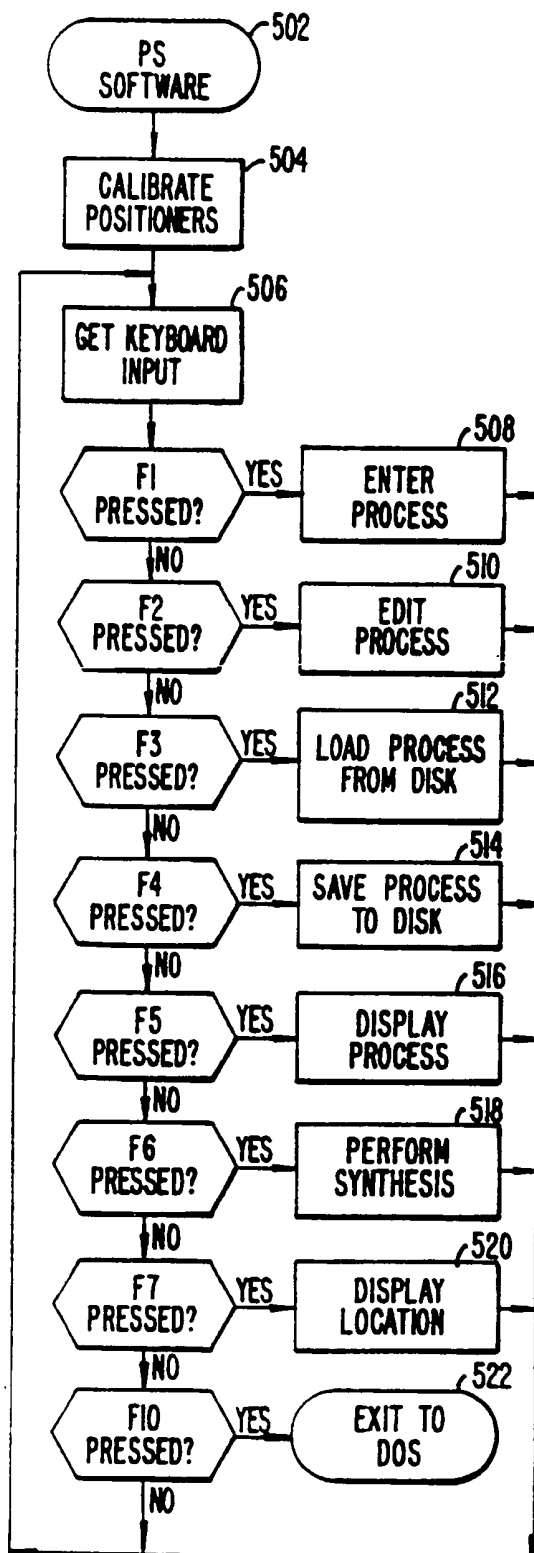 502
PS
SOFTWARE
504
CALIBRATE
POSITIONERS
506
GET KEYBOARD
INPUT
F1
PRESSED?
YES
508
ENTER
PROCESS
NO
F2
PRESSED?
YES
510
EDIT
PROCESS
NO
F3
PRESSED?
YES
512
LOAD PROCESS
FROM DISK
NO
F4
PRESSED?
YES
514
SAVE PROCESS
TO DISK
NO
F5
PRESSED?
YES
516
DISPLAY
PROCESS
NO
F6
PRESSED?
YES
518
PERFORM
SYNTHESIS
NO
F7
PRESSED?
YES
520
DISPLAY
LOCATION
NO
F10
PRESSED?
YES
522
EXIT TO
DOS
NO